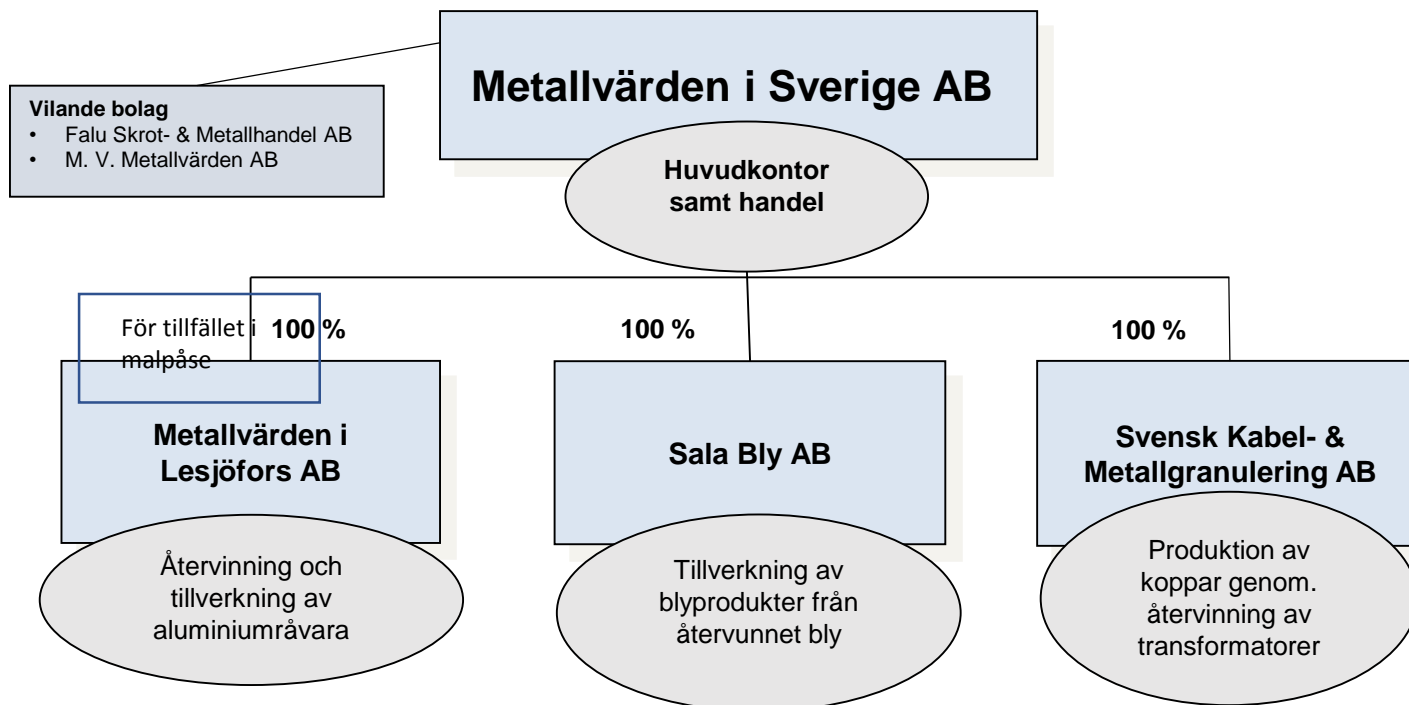 Metallvärden i Sverige AB
Vilande bolag
• Falu Skrot- & Metallhandel AB
• M. V. Metallvärden AB
Huvudkontor
samt handel
För tillfället i
malpåse
100 %
100 %
100 %
Metallvärden i
Lesjöfors AB
Sala Bly AB
Svensk Kabel- &
Metallgranulering AB
Återvinning och
tillverkning av
aluminiumråvara
Tillverkning av
blyprodukter från
återvunnet bly
Produktion av
koppar genom.
återvinning av
transformatorer